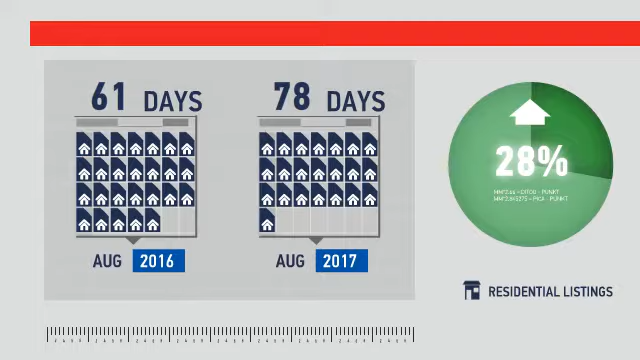 61 DAYS
78 DAYS
AUG 2016
AUG 2017
28%
RESIDENTIAL LISTINGS